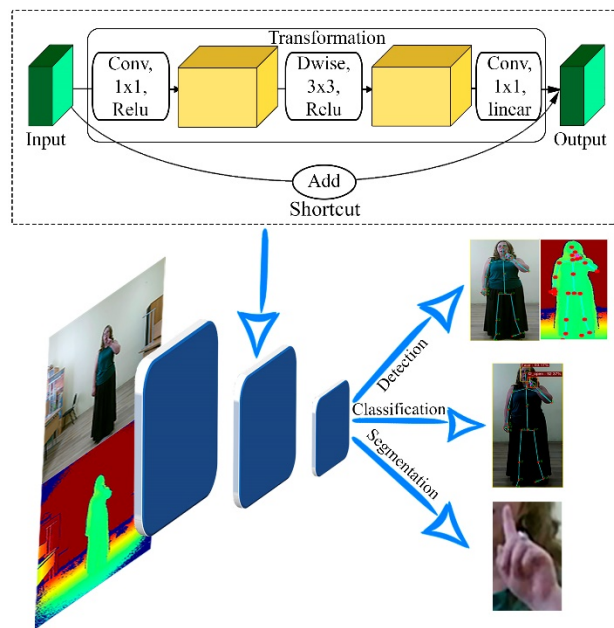 Transformation
Conv,
1x1,
Relu
Dwise,
3x3,
Relu
Conv,
1x1,
linear
Input
Output
Add
Shortcut
Detection
Classification
Segmentation